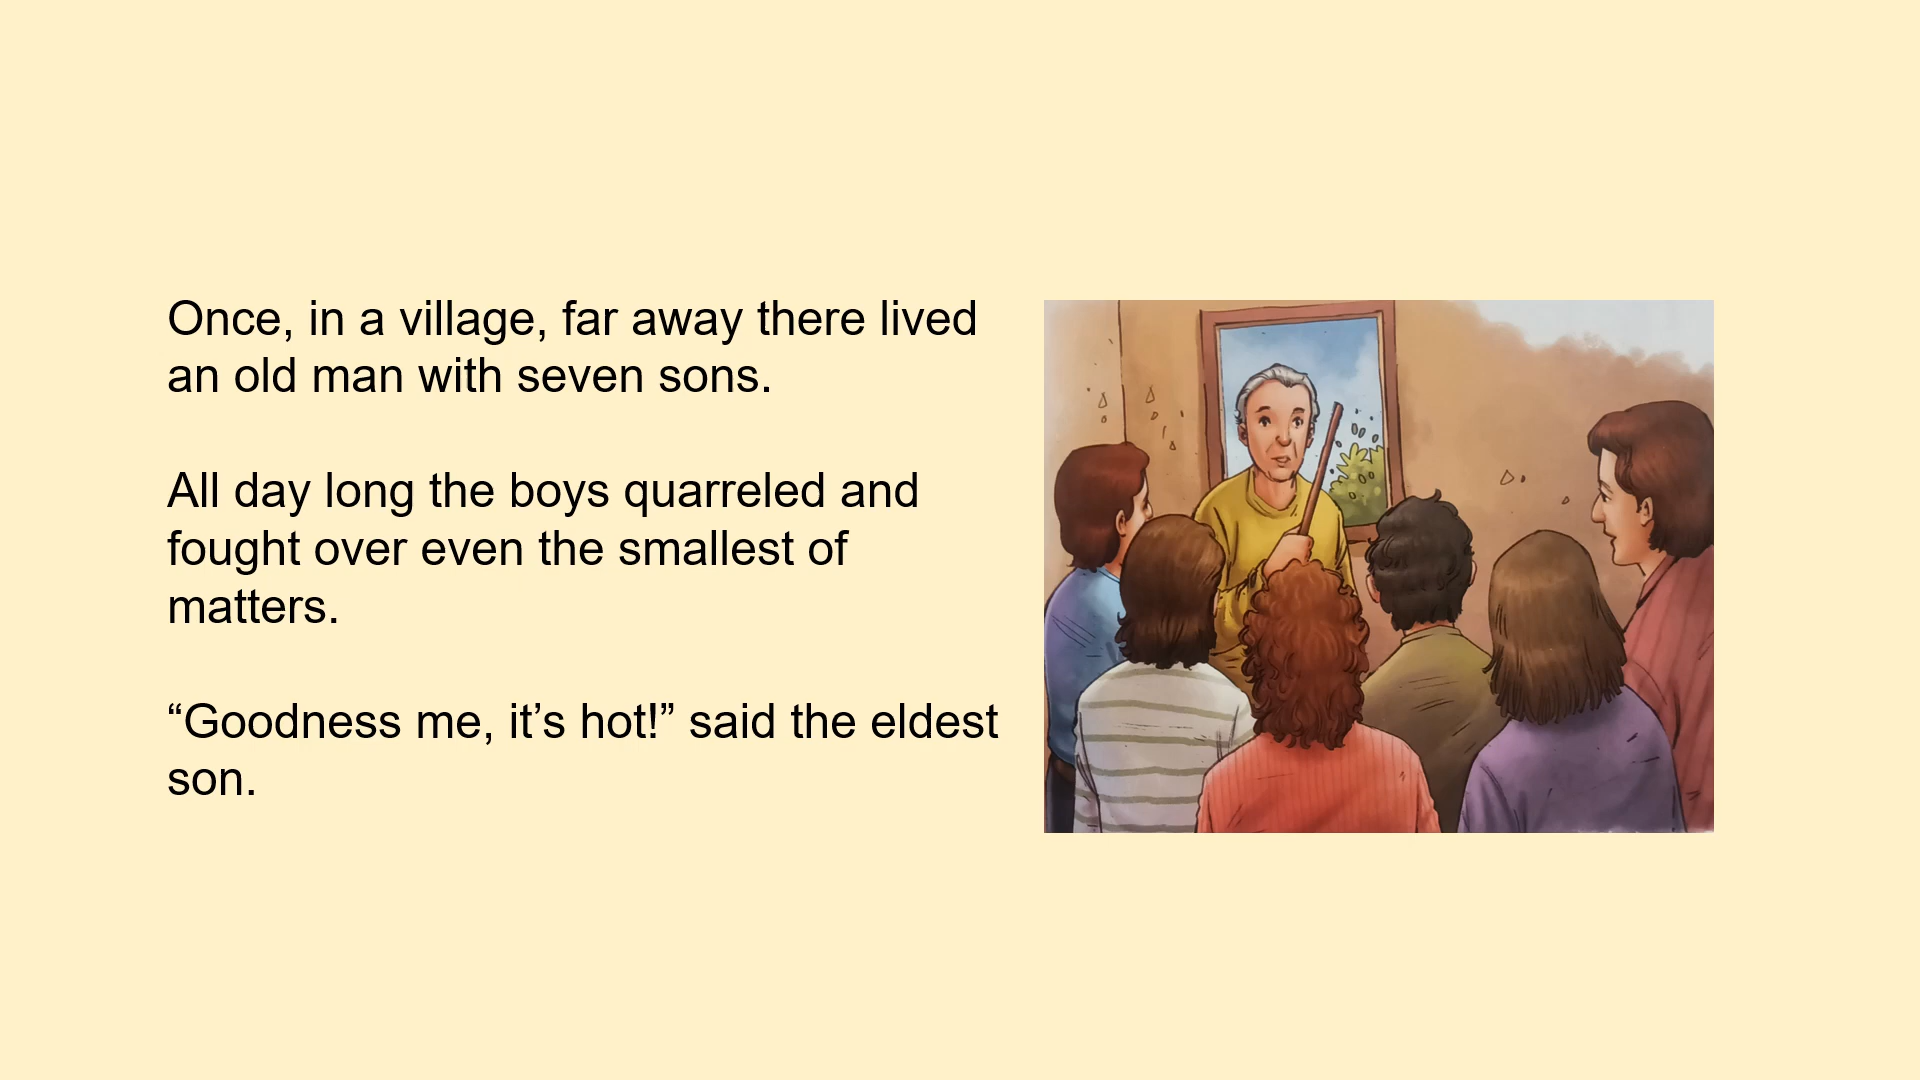 Once, in a village, far away there lived
an old man with seven sons.
All day long the boys quarreled and
fought over even the smallest of
matters.
“Goodness me, it’s hot!” said the eldest
son.